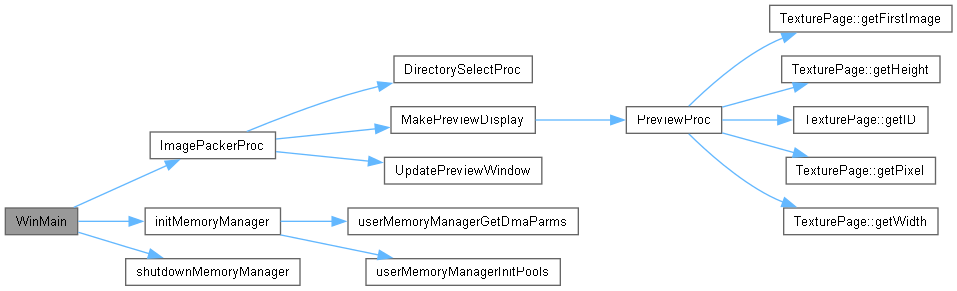 TexturePage::getFirstImage
DirectorySelectProc
TexturePage::getHeight
MakePreviewDisplay
PreviewProc
TexturePage::getID
ImagePackerProc
UpdatePreviewWindow
TexturePage::getPixel
WinMain
initMemoryManager
userMemoryManagerGetDmaParms
TexturePage::getWidth
shutdownMemoryManager
userMemoryManagerInitPools